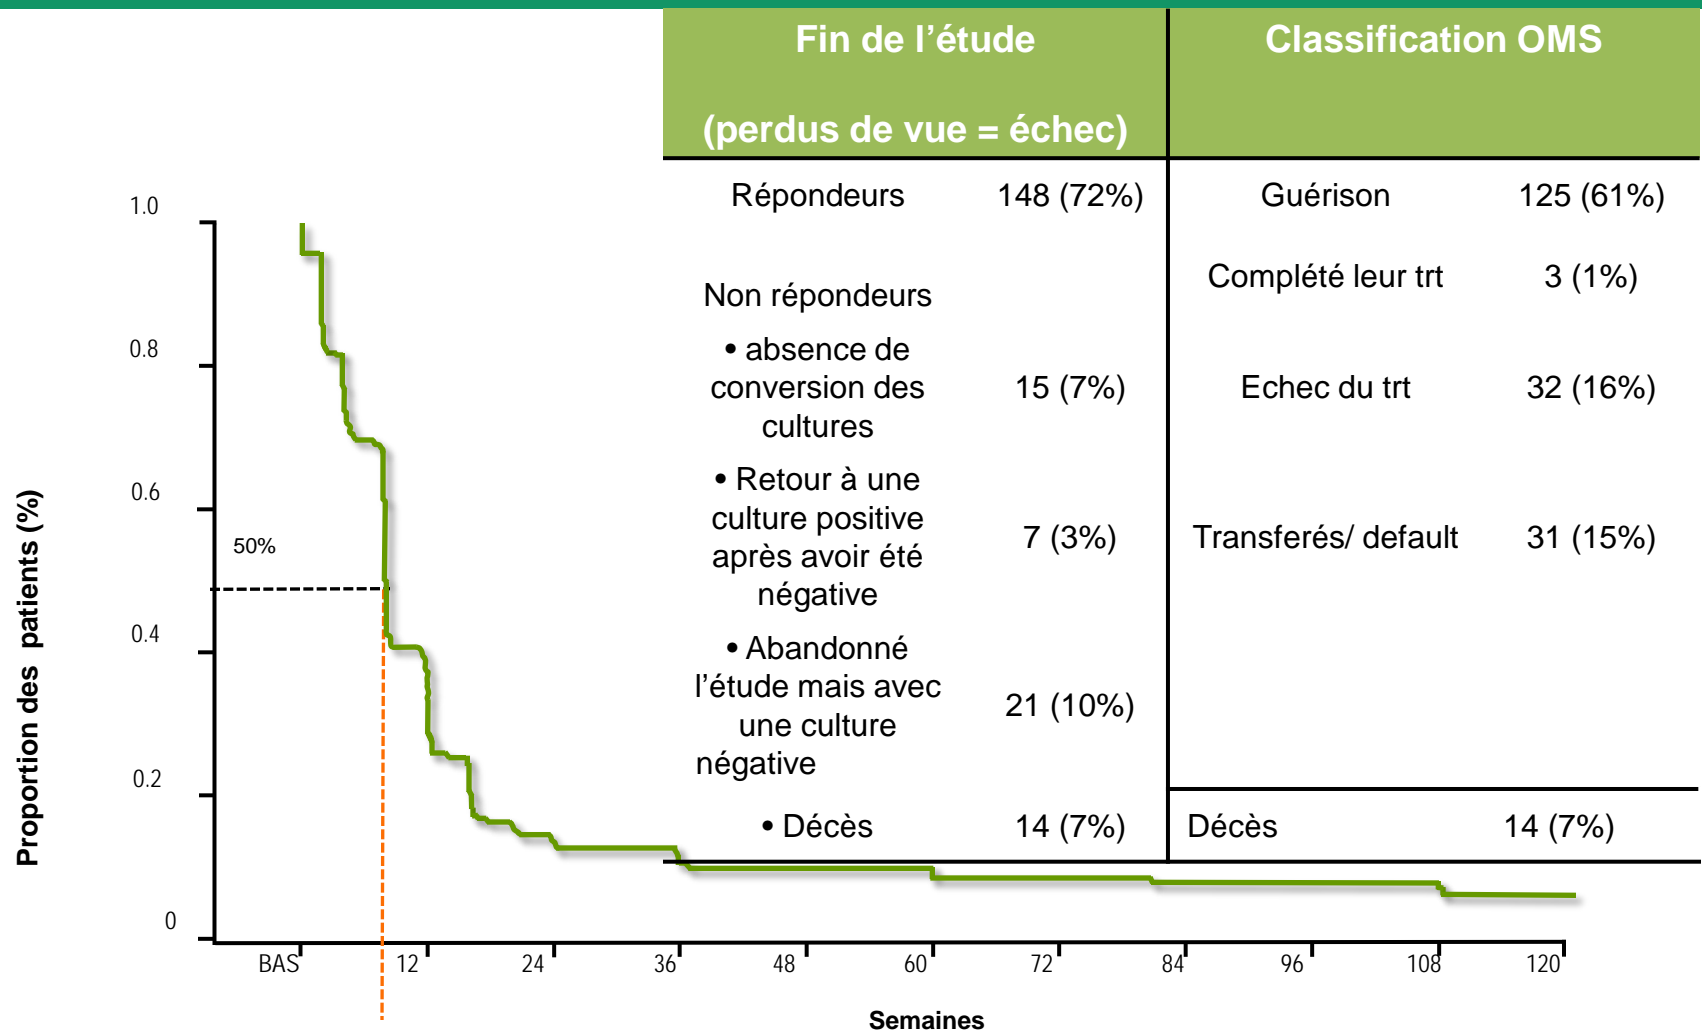 Fin de l'étude
(perdus de vue = échec)
Classification OMS
Répondeurs 148 (72%)
Guérison 125 (61%)
Complété leur trt 3 (1%)
Non répondeurs
• absence de
conversion des
cultures
15 (7%)
Echec du trt 32 (16%)
• Retour à une
culture positive
après avoir été
négative
7 (3%)
Transferés/ default 31 (15%)
• Abandonné
l'étude mais avec
une culture
négative
21 (10%)
• Décès 14 (7%)
Décès 14 (7%)
Proportion des patients (%)
1.0
0.8
0.6
50%
0.4
0.2
0
BAS 12 24 36 48 60 72 84 96 108 120
Semaines